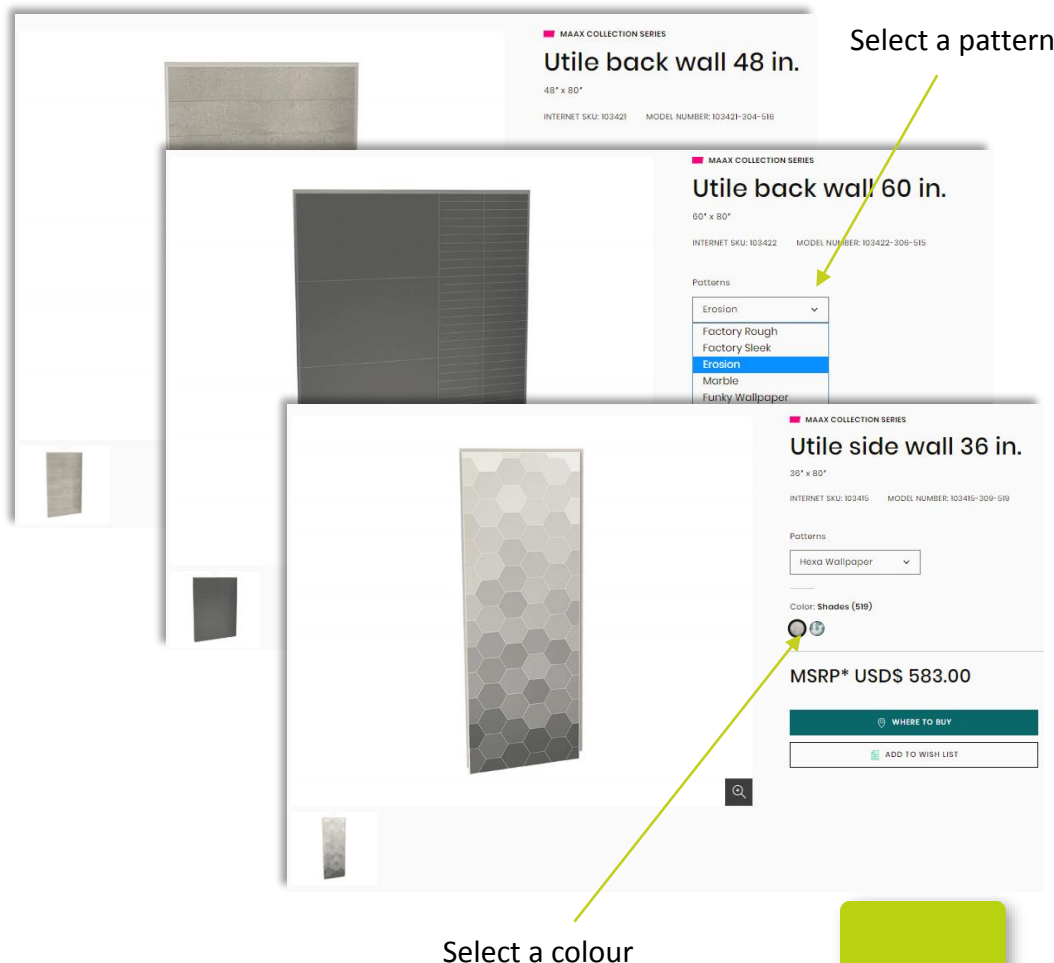 Select a pattern
MAAX COLLECTION SERIES
Utile back wall 48 in.
48" x 80"
INTERNET SKU: 103421 MODEL NUMBER: 103421-304-516
MAAX COLLECTION SERIES
Utile back wall 60 in.
60" x 80"
INTERNET SKU: 103422 MODEL NUMBER: 103422-306-515
Patterns
Erosion
Factory Rough
Factory Sleek
Erosion
Marble
Funky Wallpaper
MAAX COLLECTION SERIES
Utile side wall 36 in.
36" x 80"
INTERNET SKU: 103415 MODEL NUMBER: 103415-309-519
Patterns
Hexa Wallpaper
Color: Shades (519)
MSRP* USD$ 583.00
WHERE TO BUY
ADD TO WISH LIST
Select a colour